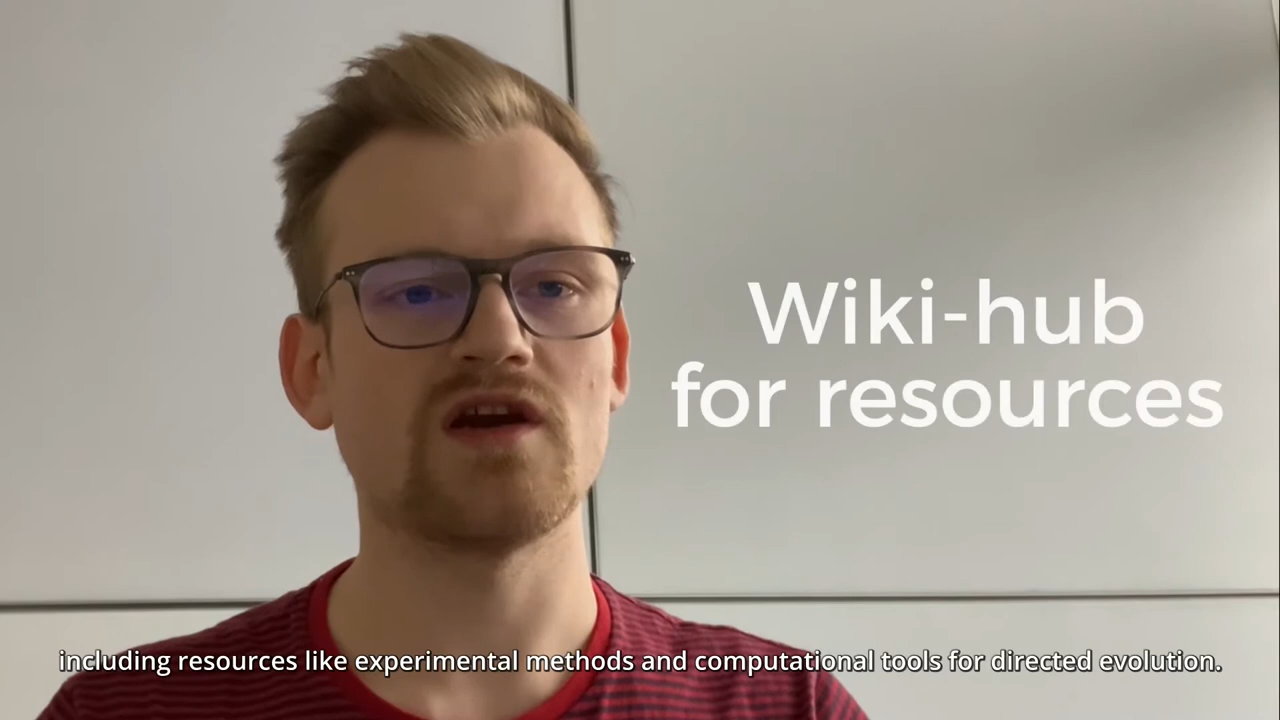 Wiki-hub
for resources
including resources like experimental methods and computational tools for directed evolution.